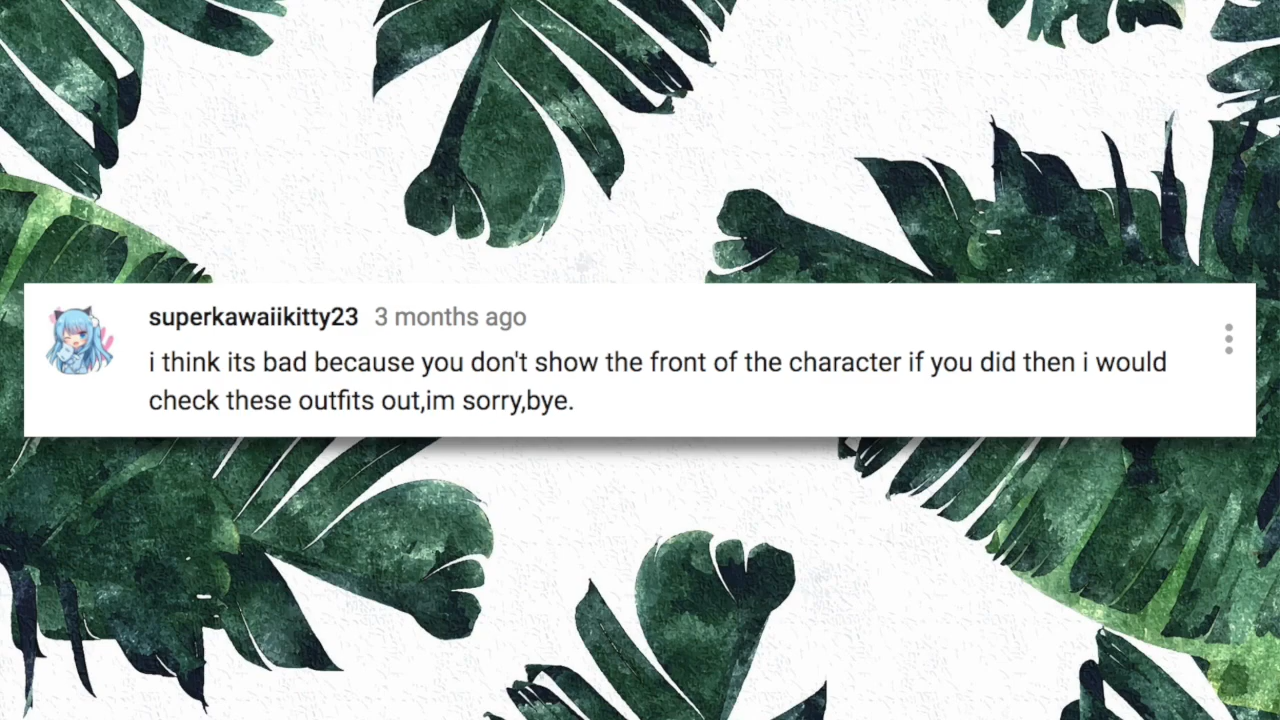 superkawaiikitty23 3 months ago
i think its bad because you don't show the front of the character if you did then i would
check these outfits out,im sorry,bye.